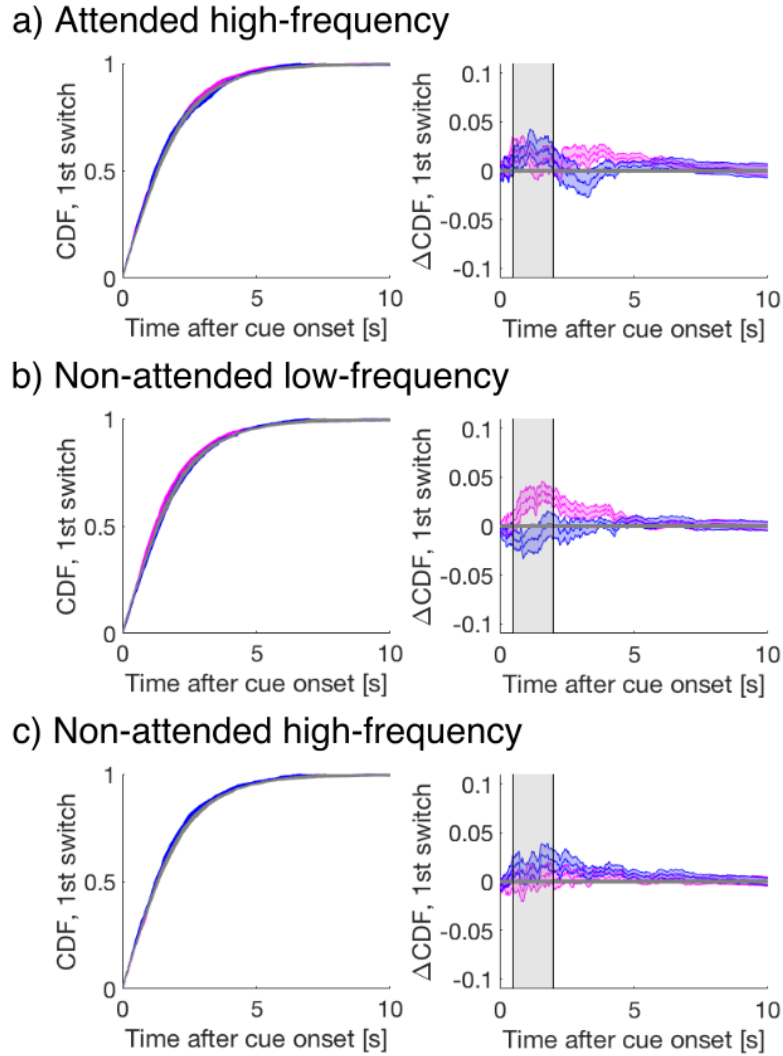 a) Attended high-frequency
CDF, 1st switch
1
0.5
0
0 5 10
Time after cue onset [s]
ΔCDF, 1st switch
0.1
0.05
0
-0.05
-0.1
0 5 10
Time after cue onset [s]
b) Non-attended low-frequency
CDF, 1st switch
1
0.5
0
0 5 10
Time after cue onset [s]
ΔCDF, 1st switch
0.1
0.05
0
-0.05
-0.1
0 5 10
Time after cue onset [s]
c) Non-attended high-frequency
CDF, 1st switch
1
0.5
0
0 5 10
Time after cue onset [s]
ΔCDF, 1st switch
0.1
0.05
0
-0.05
-0.1
0 5 10
Time after cue onset [s]